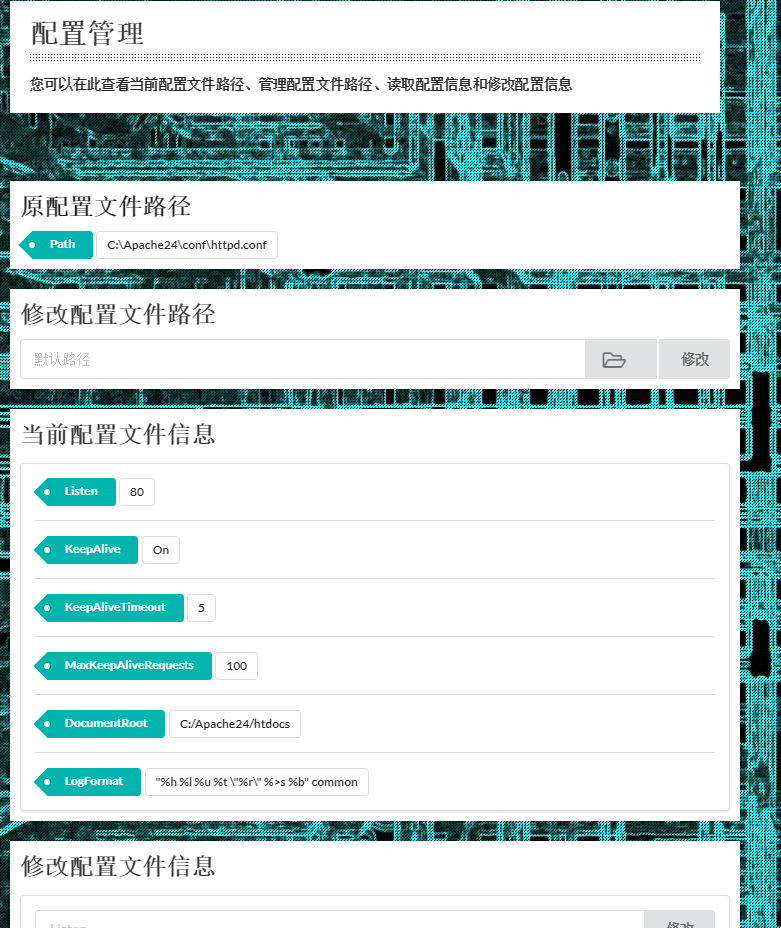 配置管理
您可以在此查看当前配置文件路径、管理配置文件路径、读取配置信息和修改配置信息
原配置文件路径
Path C:\Apache24\conf\httpd.conf
修改配置文件路径
默认路径 修改
当前配置文件信息
Listen 80
KeepAlive On
KeepAliveTimeout 5
MaxKeepAliveRequests 100
DocumentRoot C:/Apache24/htdocs
LogFormat "%h %l %u %t \"%r\" %>s %b" common
修改配置文件信息
Listen 修改